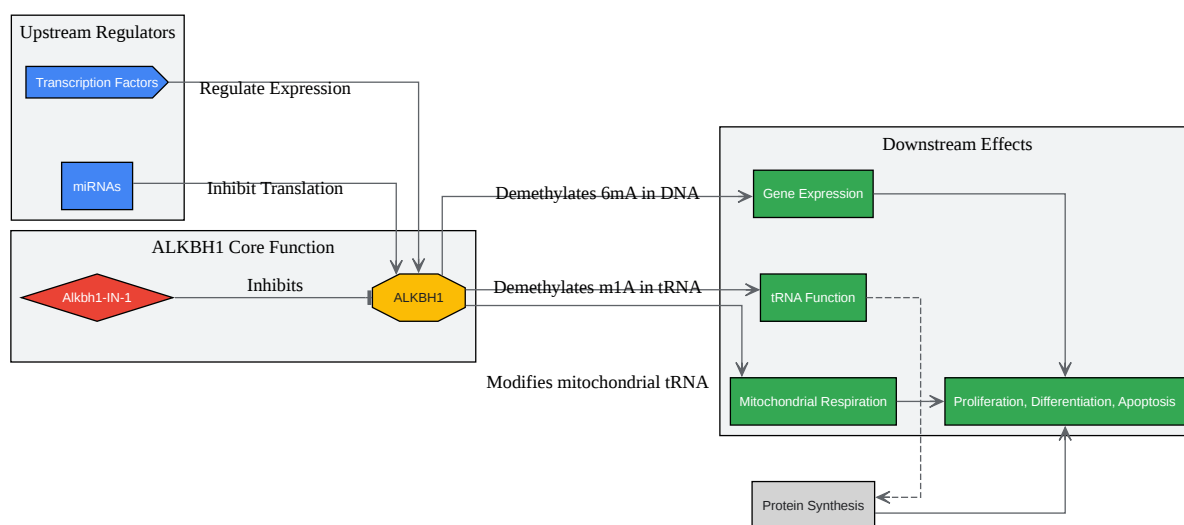 Upstream Regulators
Transcription Factors
Regulate Expression
miRNAs
Inhibit Translation
ALKBH1 Core Function
Alkbh1-IN-1
Inhibits
ALKBH1
Demethylates 6mA in DNA
Demethylates m1A in tRNA
Modifies mitochondrial tRNA
Downstream Effects
Gene Expression
tRNA Function
Mitochondrial Respiration
Proliferation, Differentiation, Apoptosis
Protein Synthesis